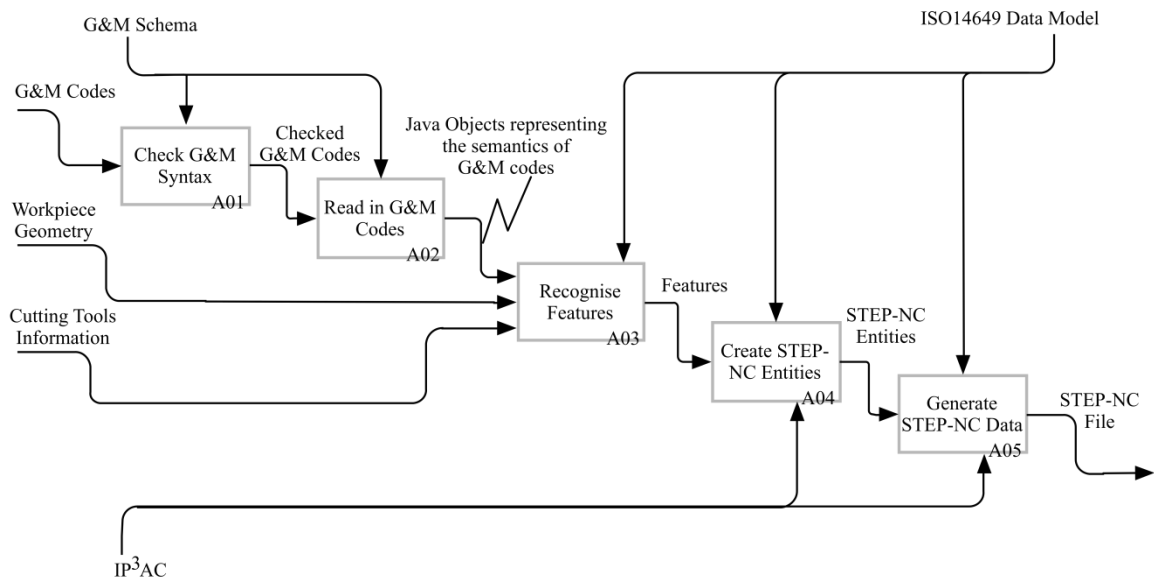 G&M Schema
ISO14649 Data Model
G&M Codes
Check G&M
Syntax
A01
Checked
G&M Codes
Java Objects representing
the semantics of
G&M codes
Read in G&M
Codes
A02
Workpiece
Geometry
Cutting Tools
Information
Recognise
Features
A03
Features
Create STEP-
NC Entities
A04
STEP-NC
Entities
Generate
STEP-NC Data
A05
STEP-NC
File
IP³AC